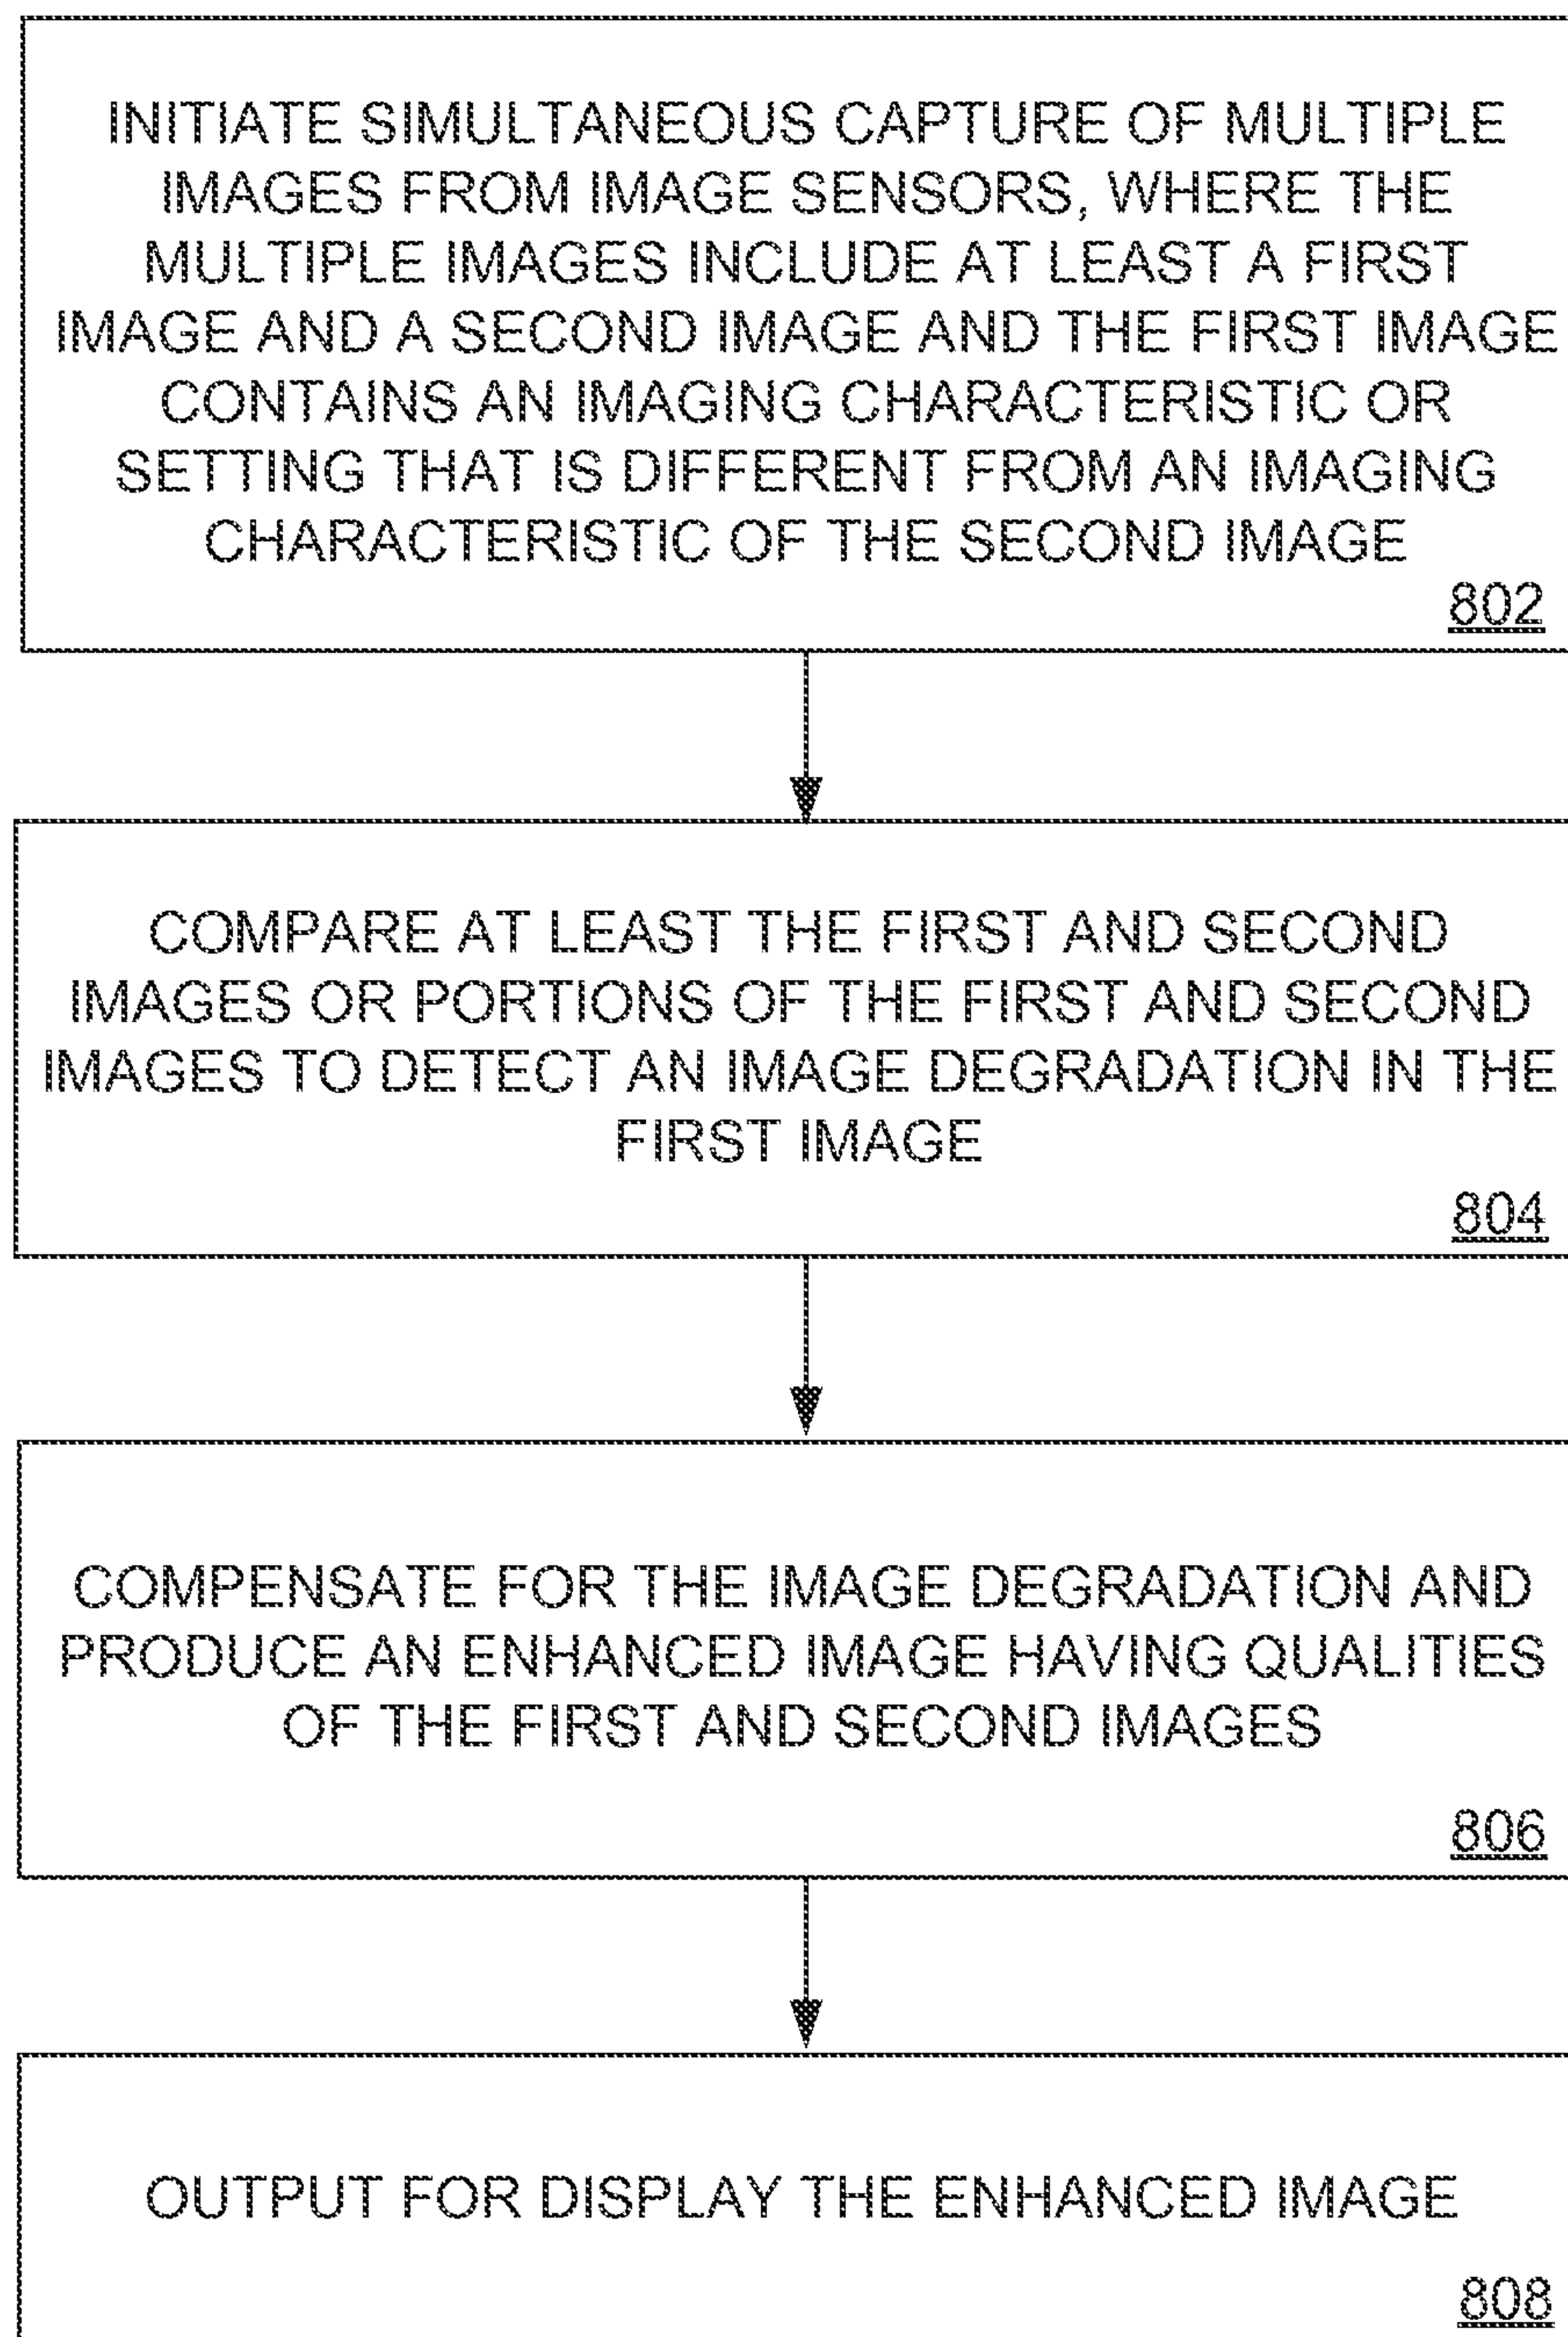 INITIATE SIMULTANEOUS CAPTURE OF MULTIPLE
IMAGES FROM IMAGE SENSORS, WHERE THE
MULTIPLE IMAGES INCLUDE AT LEAST A FIRST
IMAGE AND A SECOND IMAGE AND THE FIRST IMAGE
CONTAINS AN IMAGING CHARACTERISTIC OR
SETTING THAT IS DIFFERENT FROM AN IMAGING
CHARACTERISTIC OF THE SECOND IMAGE
802
COMPARE AT LEAST THE FIRST AND SECOND
IMAGES OR PORTIONS OF THE FIRST AND SECOND
IMAGES TO DETECT AN IMAGE DEGRADATION IN THE
FIRST IMAGE
804
COMPENSATE FOR THE IMAGE DEGRADATION AND
PRODUCE AN ENHANCED IMAGE HAVING QUALITIES
OF THE FIRST AND SECOND IMAGES
806
OUTPUT FOR DISPLAY THE ENHANCED IMAGE
808